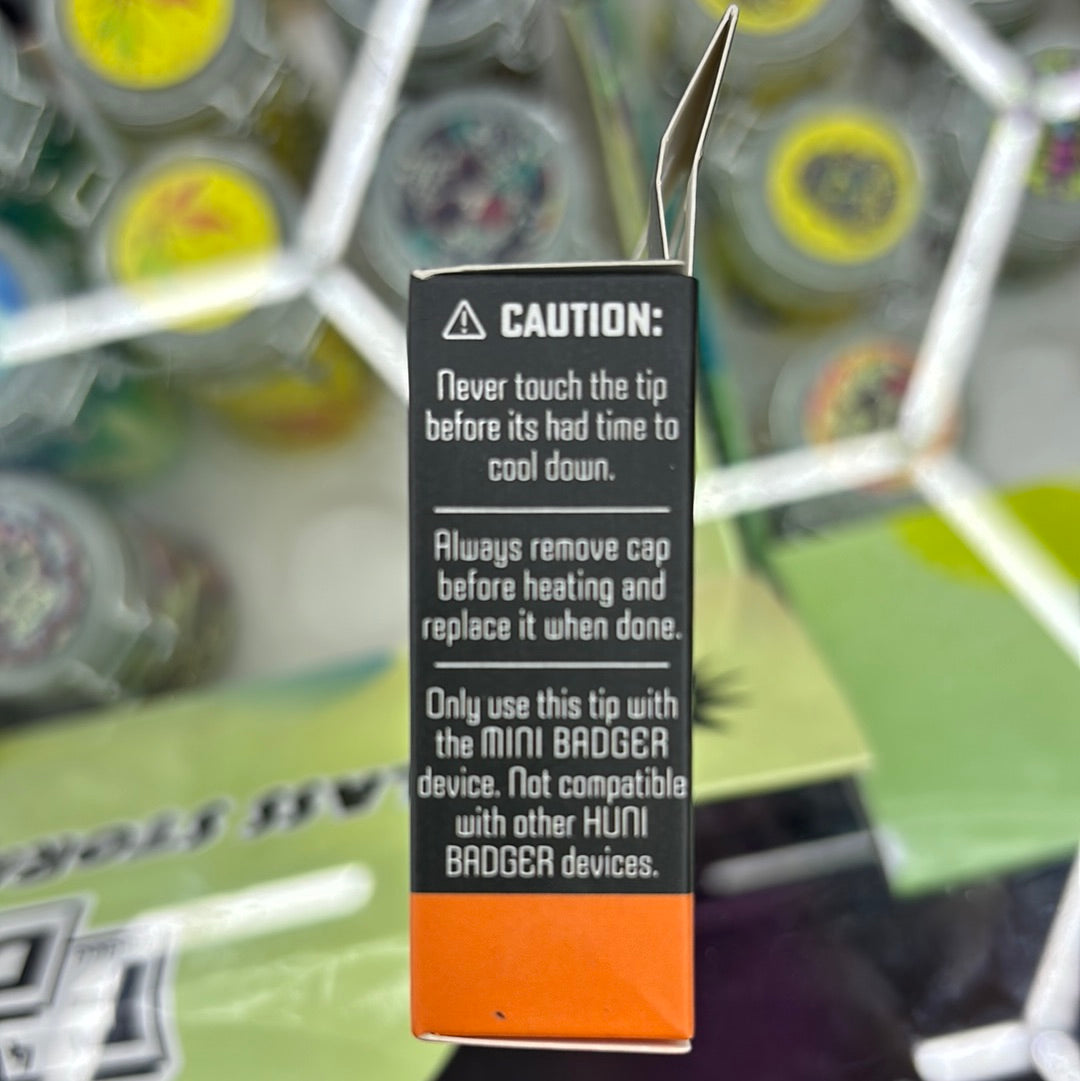 CAUTION:
Never touch the tip
before its had time to
cool down.
Always remove cap
before heating and
replace it when done.
Only use this tip with
the MINI BADGER
device. Not compatible
with other HUNI
BADGER devices.